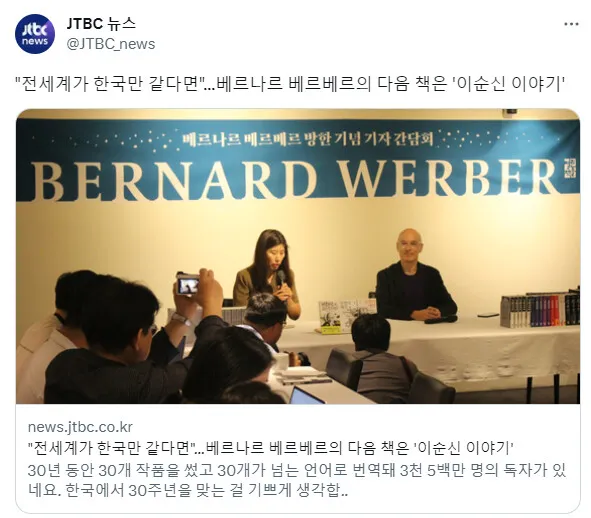 JTBC 뉴스
@JTBC_news
"전세계가 한국만 같다면"...베르나르 베르베르의 다음 책은 '이순신 이야기'
베르나르 베르베르 방한 기념 기자 간담회
BERNARD WERBER
news.jtbc.co.kr
"전세계가 한국만 같다면"...베르나르 베르베르의 다음 책은 '이순신 이야기'
30년 동안 30개 작품을 썼고 30개가 넘는 언어로 번역돼 3천 5백만 명의 독자가 있
네요. 한국에서 30주년을 맞는 걸 기쁘게 생각합..